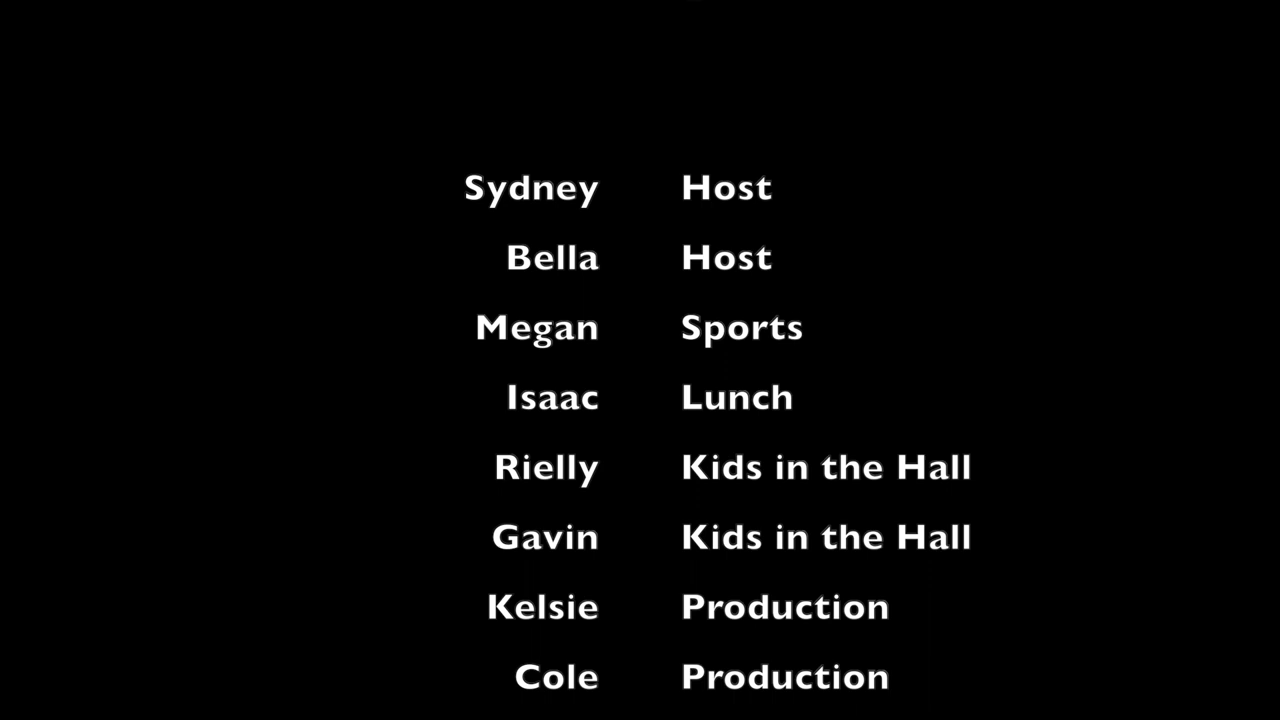 Sydney Host
Bella Host
Megan Sports
Isaac Lunch
Rielly Kids in the Hall
Gavin Kids in the Hall
Kelsie Production
Cole Production